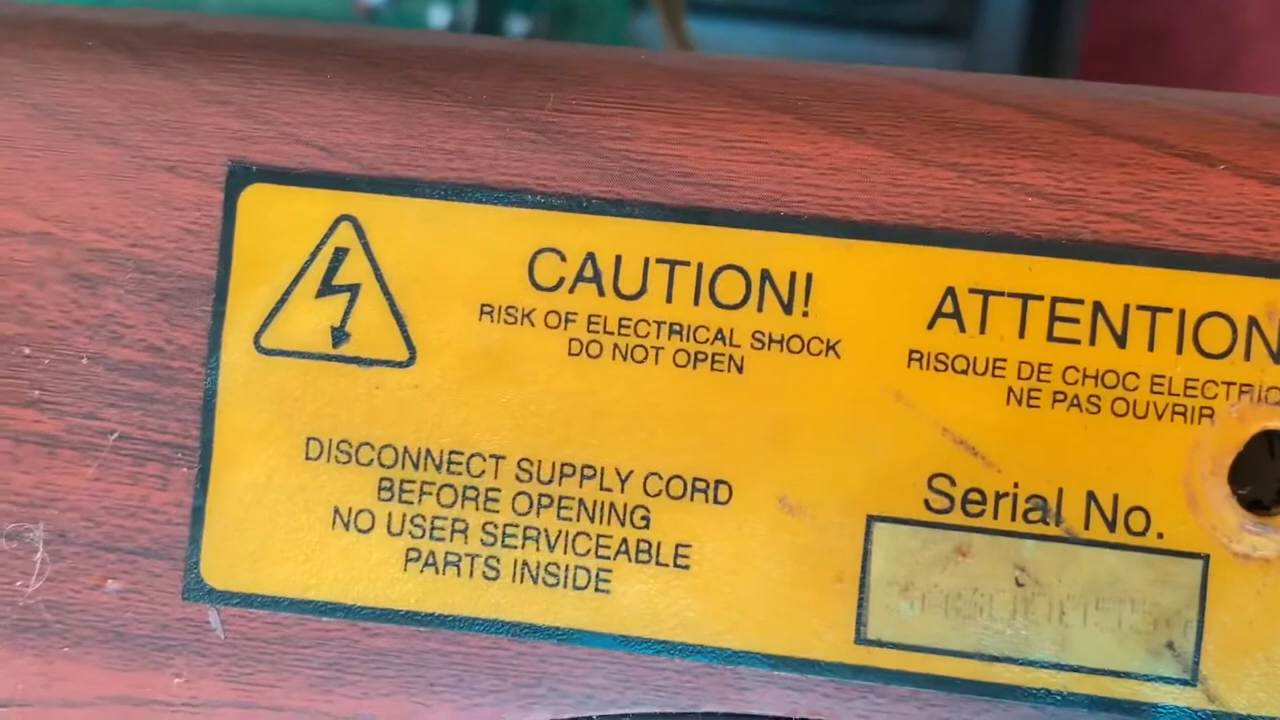 CAUTION!
RISK OF ELECTRICAL SHOCK
DO NOT OPEN
ATTENTION
RISQUE DE CHOC ELECTRIC
NE PAS OUVRIR
DISCONNECT SUPPLY CORD
BEFORE OPENING
NO USER SERVICEABLE
PARTS INSIDE
Serial No.